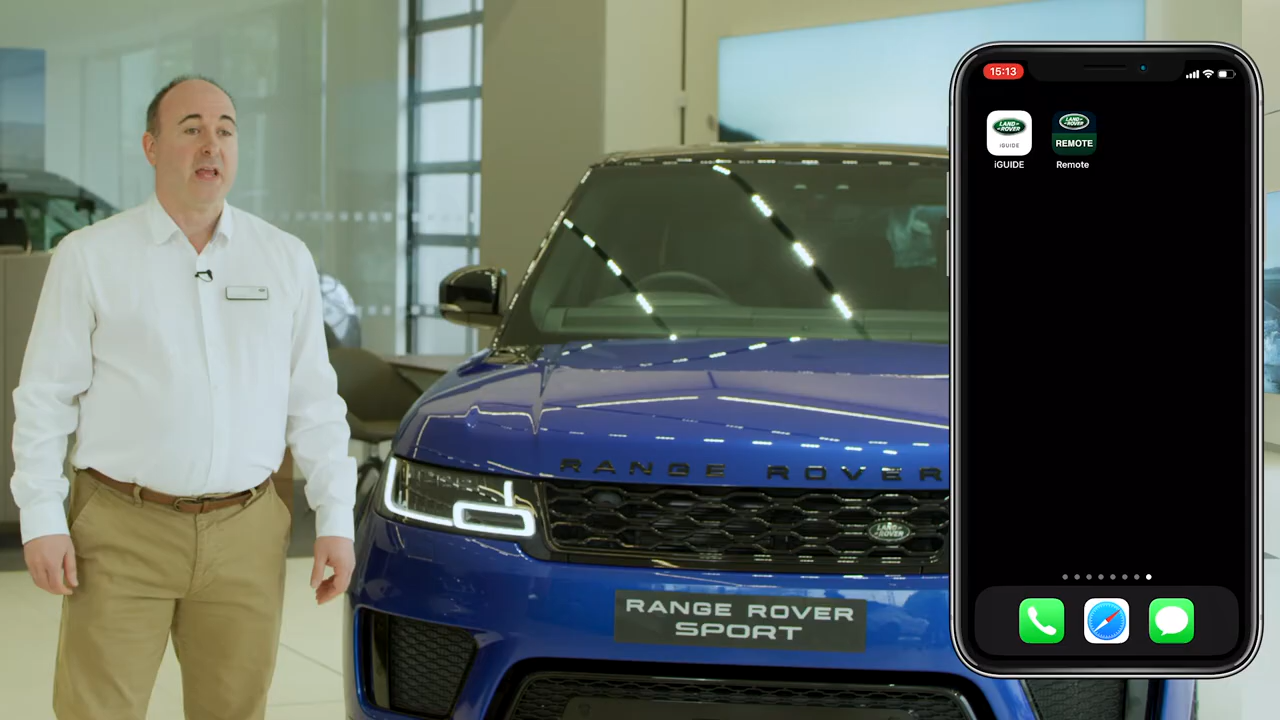 15:13
LAND-
ROVER
iGUIDE
LAND-
ROVER
REMOTE
iGUIDE
Remote
RANGE ROVER
LAND-
ROVER
RANGE ROVER
SPORT